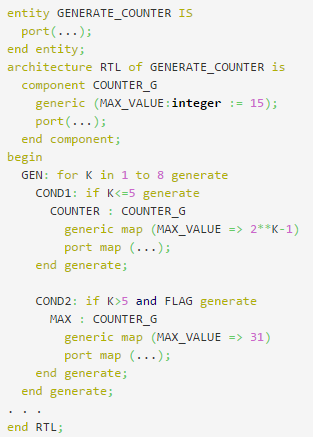 entity GENERATE_COUNTER IS
  port(...);
end entity;
architecture RTL of GENERATE_COUNTER is
  component COUNTER_G
    generic (MAX_VALUE:integer := 15);
    port(...);
  end component;
begin
  GEN: for K in 1 to 8 generate
    COND1: if K<=5 generate
      COUNTER : COUNTER_G
        generic map (MAX_VALUE => 2**K-1)
        port map (...);
    end generate;

    COND2: if K>5 and FLAG generate
      MAX : COUNTER_G
        generic map (MAX_VALUE => 31)
        port map (...);
    end generate;
  end generate;
. . .
end RTL;